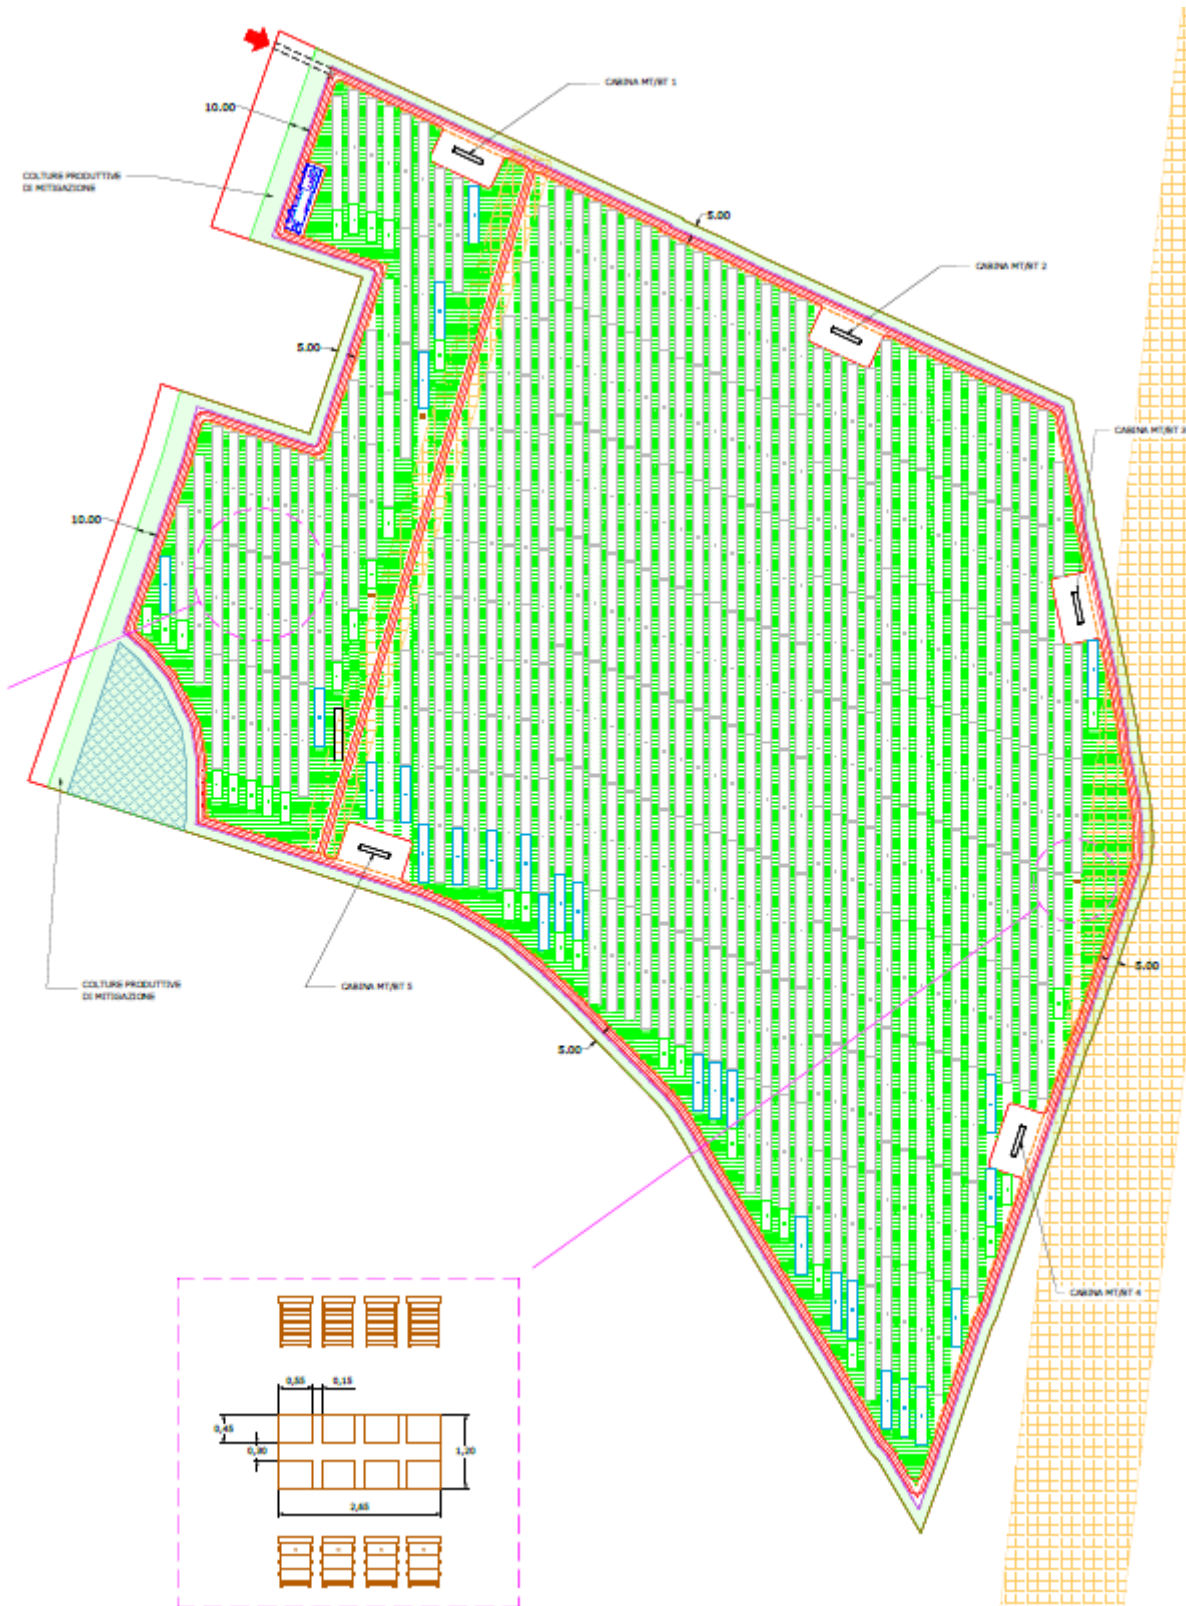 CABINA MT/BT 1
10.00
COLTURE PRODUTTIVE
DI MITIGAZIONE
5.00
CABINA MT/BT 2
5.00
CABINA MT/BT 3
10.00
5.00
COLTURE PRODUTTIVE
DI MITIGAZIONE
CABINA MT/BT 5
5.00
CABINA MT/BT 4
0,55
0,15
0,45
0,30
1,20
2,65